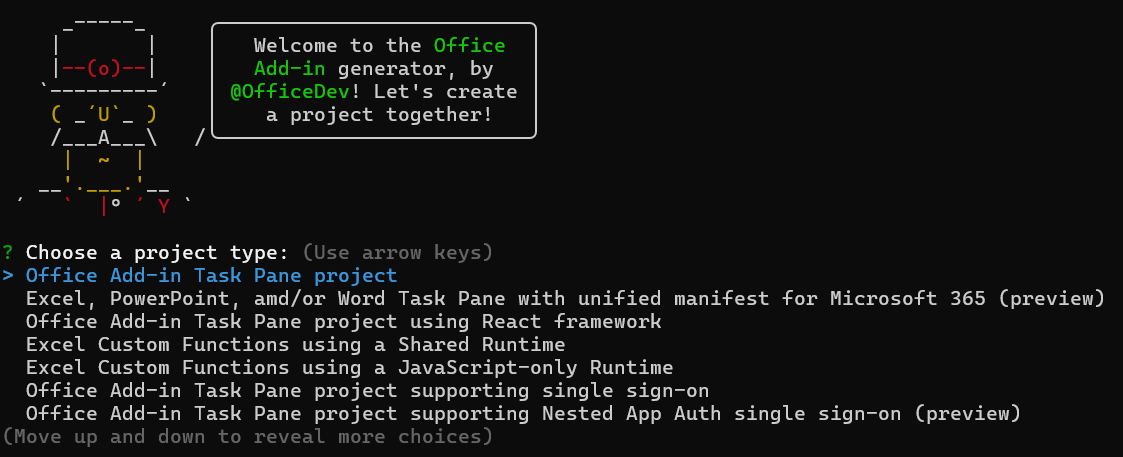 Welcome to the Office
Add-in generator, by
@OfficeDev! Let's create
a project together!
? Choose a project type: (Use arrow keys)
> Office Add-in Task Pane project
Excel, PowerPoint, amd/or Word Task Pane with unified manifest for Microsoft 365 (preview)
Office Add-in Task Pane project using React framework
Excel Custom Functions using a Shared Runtime
Excel Custom Functions using a JavaScript-only Runtime
Office Add-in Task Pane project supporting single sign-on
Office Add-in Task Pane project supporting Nested App Auth single sign-on (preview)
(Move up and down to reveal more choices)